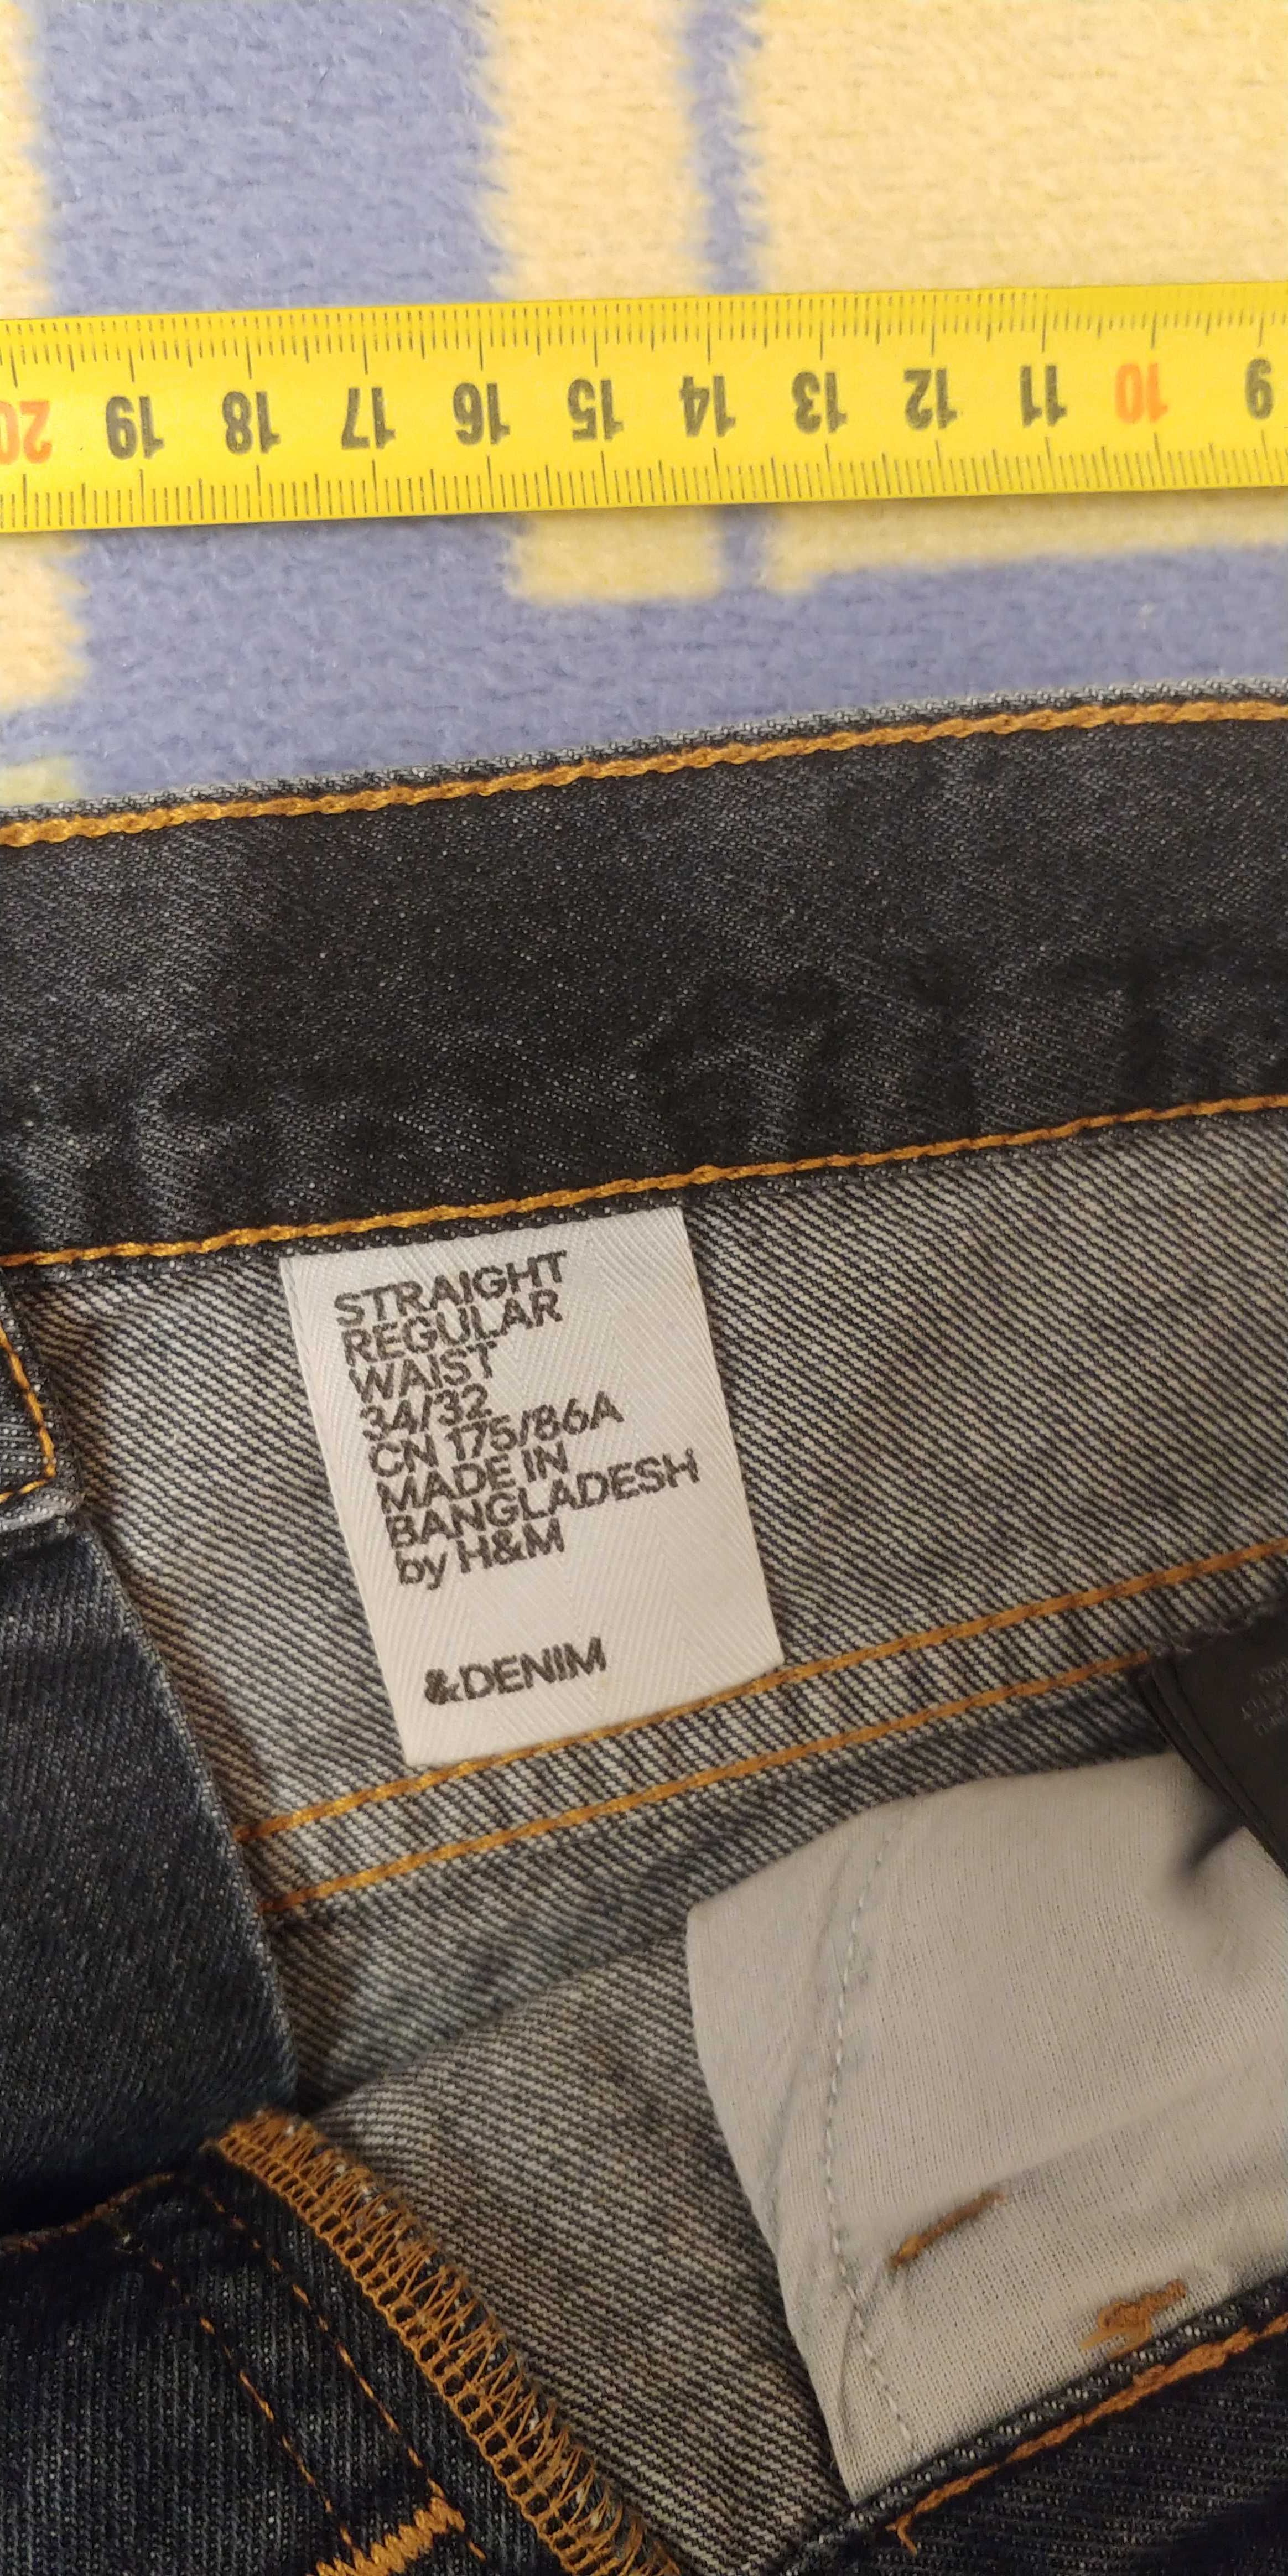 20 19 18 17 16 15 14 13 12 11 10 9
STRAIGHT
REGULAR
WAIST
34/32
CN 175/86A
MADE IN
BANGLADESH
by H&M
&DENIM